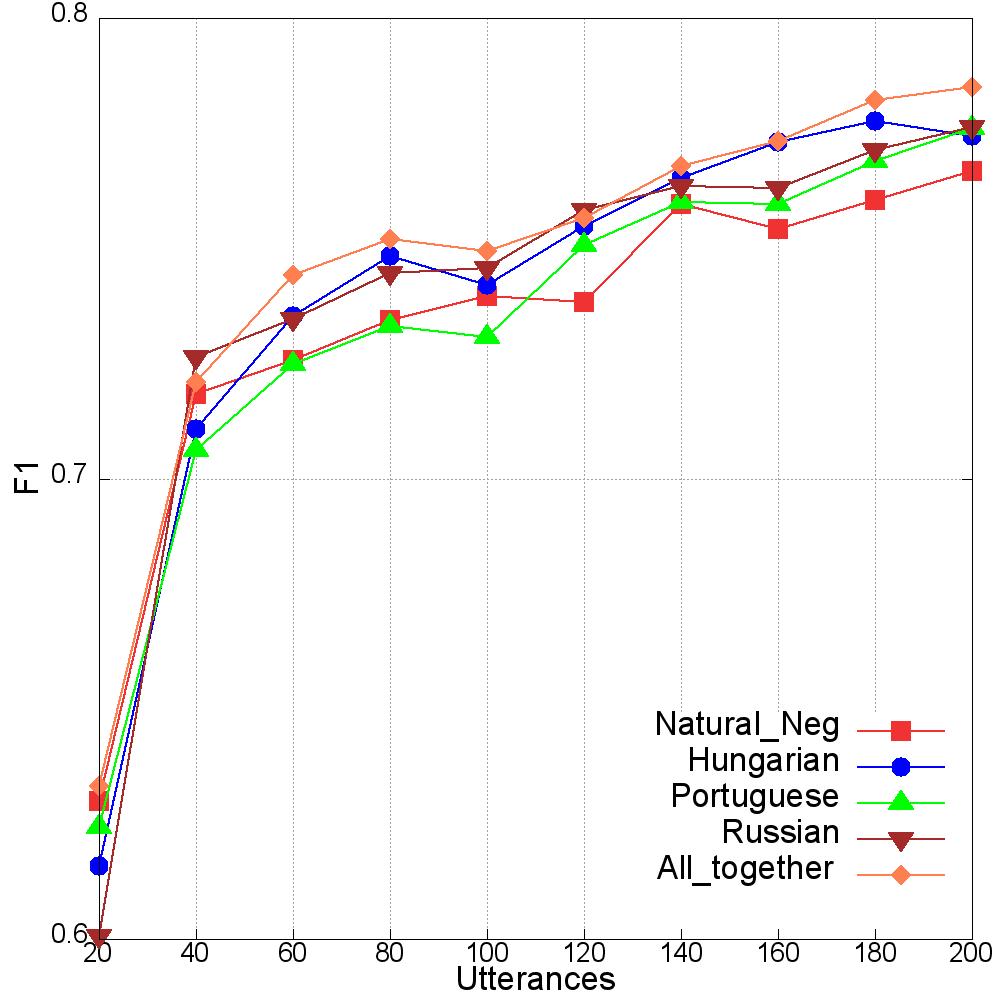 0.8
0.7
0.6
F1
20 40 60 80 100 120 140 160 180 200
Utterances
Natural_Neg
Hungarian
Portuguese
Russian
All_together